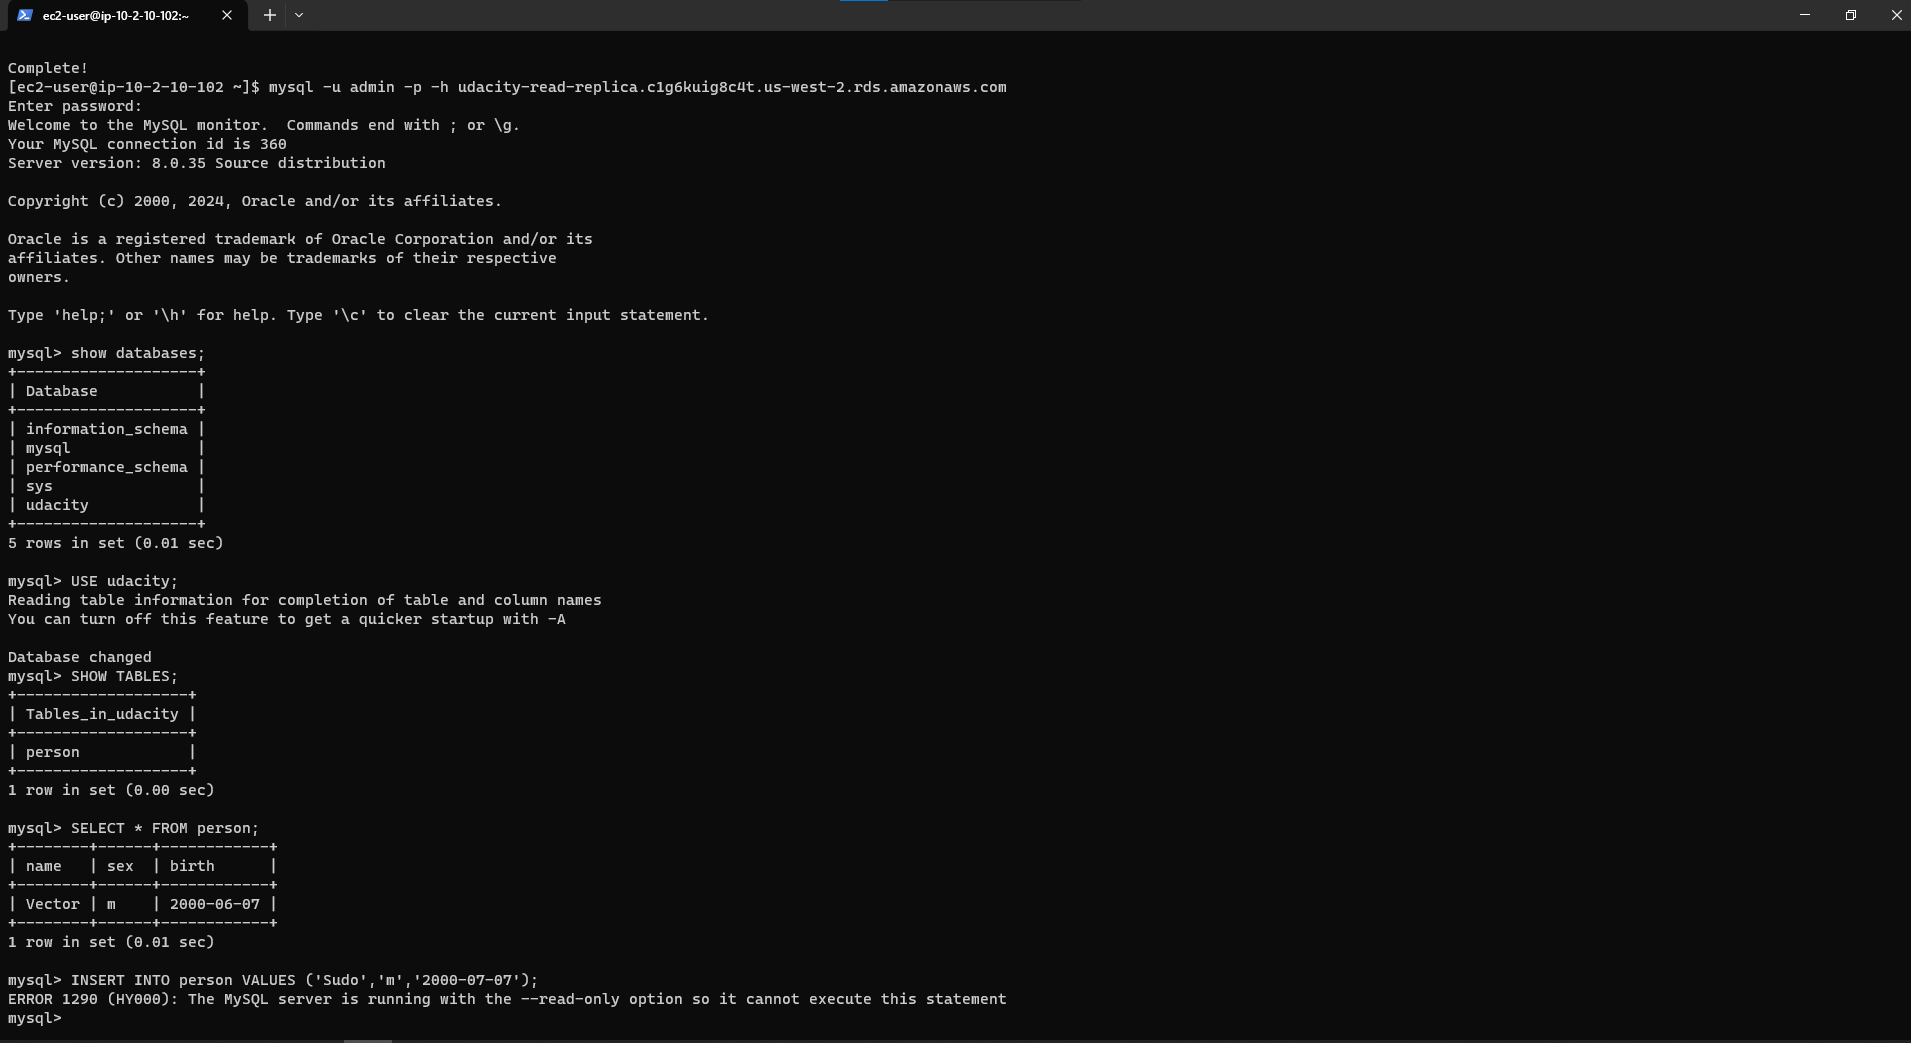 ec2-user@ip-10-2-10-102:~
Complete!
[ec2-user@ip-10-2-10-102 ~]$ mysql -u admin -p -h udacity-read-replica.c1g6kuig8c4t.us-west-2.rds.amazonaws.com
Enter password:
Welcome to the MySQL monitor.  Commands end with ; or \g.
Your MySQL connection id is 360
Server version: 8.0.35 Source distribution
Copyright (c) 2000, 2024, Oracle and/or its affiliates.
Oracle is a registered trademark of Oracle Corporation and/or its
affiliates. Other names may be trademarks of their respective
owners.
Type 'help;' or '\h' for help. Type '\c' to clear the current input statement.
mysql> show databases;
+--------------------+
| Database           |
+--------------------+
| information_schema |
| mysql              |
| performance_schema |
| sys                |
| udacity            |
+--------------------+
5 rows in set (0.01 sec)
mysql> USE udacity;
Reading table information for completion of table and column names
You can turn off this feature to get a quicker startup with -A
Database changed
mysql> SHOW TABLES;
+-------------------+
| Tables_in_udacity |
+-------------------+
| person            |
+-------------------+
1 row in set (0.00 sec)
mysql> SELECT * FROM person;
+--------+------+------------+
| name   | sex  | birth      |
+--------+------+------------+
| Vector | m    | 2000-06-07 |
+--------+------+------------+
1 row in set (0.01 sec)
mysql> INSERT INTO person VALUES ('Sudo','m','2000-07-07');
ERROR 1290 (HY000): The MySQL server is running with the --read-only option so it cannot execute this statement
mysql>